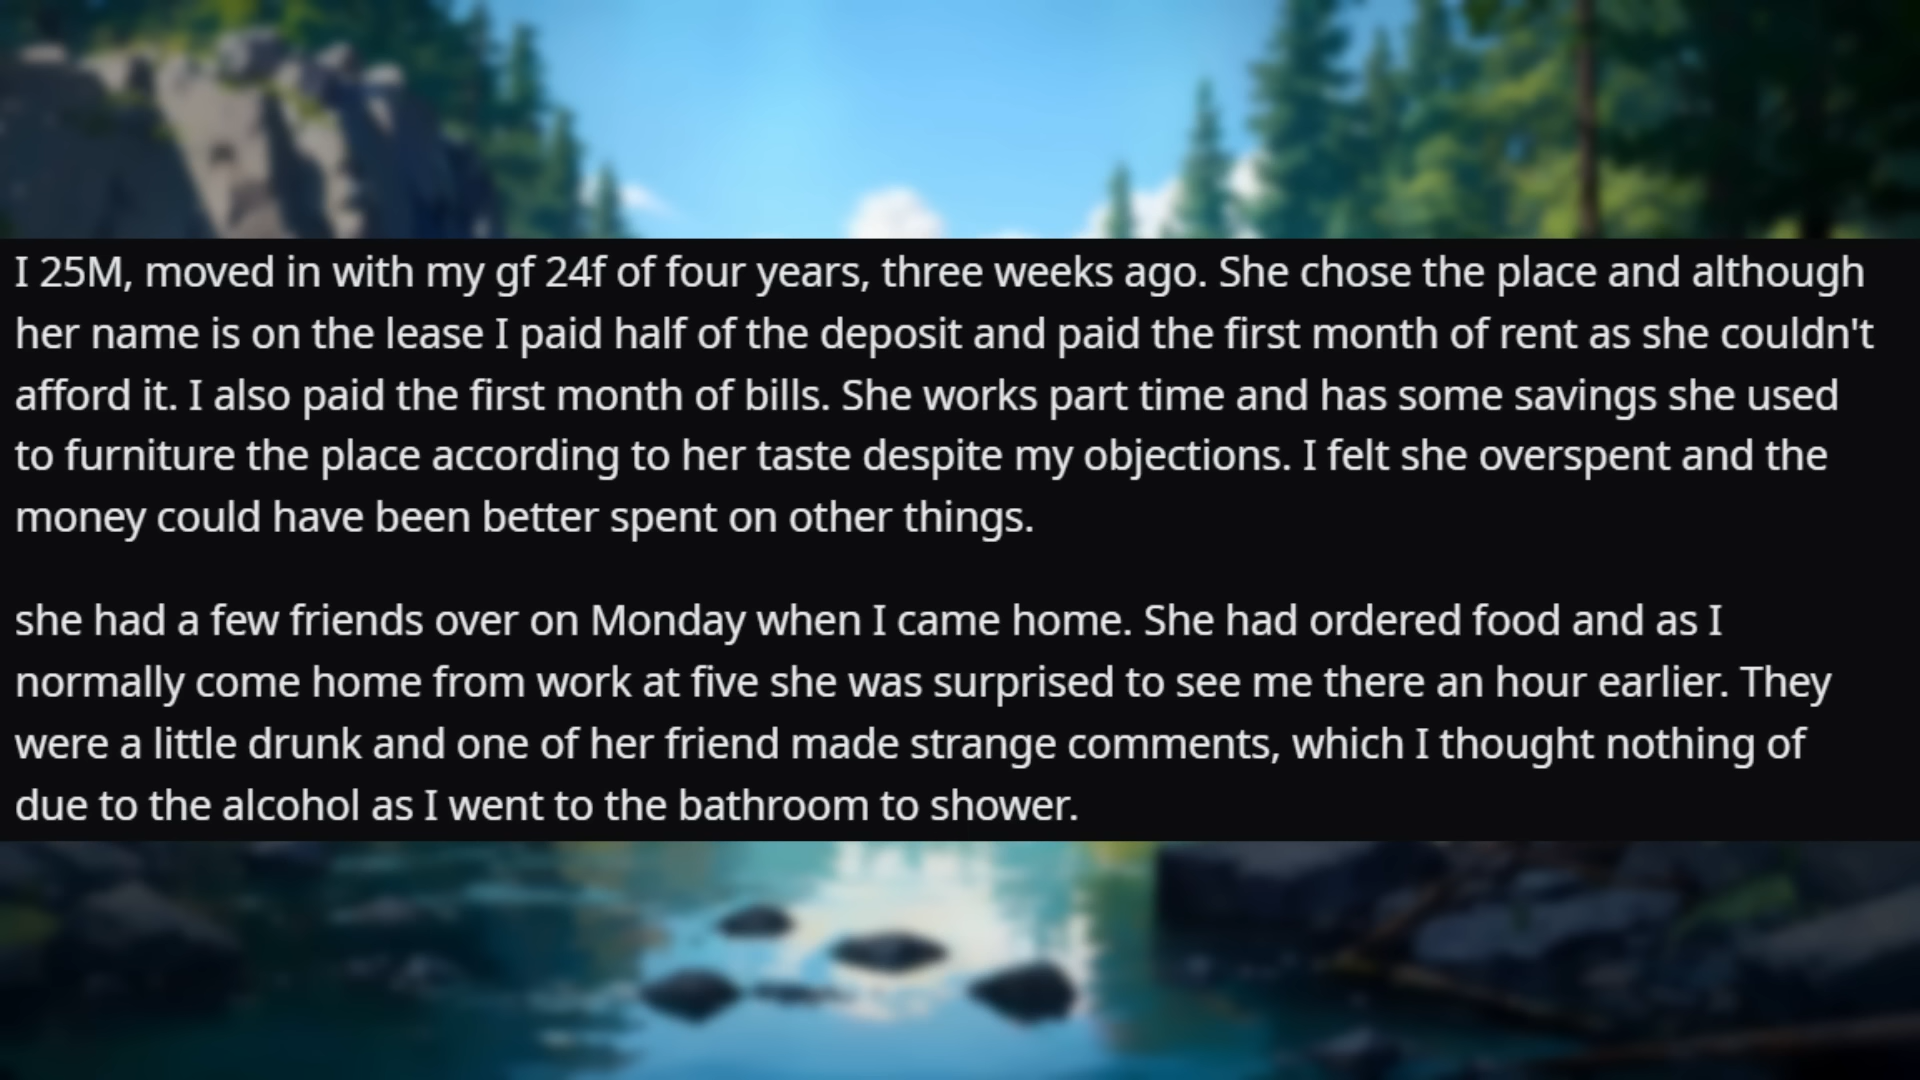 I 25M, moved in with my gf 24f of four years, three weeks ago. She chose the place and although
her name is on the lease I paid half of the deposit and paid the first month of rent as she couldn't
afford it. I also paid the first month of bills. She works part time and has some savings she used
to furniture the place according to her taste despite my objections. I felt she overspent and the
money could have been better spent on other things.
she had a few friends over on Monday when I came home. She had ordered food and as I
normally come home from work at five she was surprised to see me there an hour earlier. They
were a little drunk and one of her friend made strange comments, which I thought nothing of
due to the alcohol as I went to the bathroom to shower.